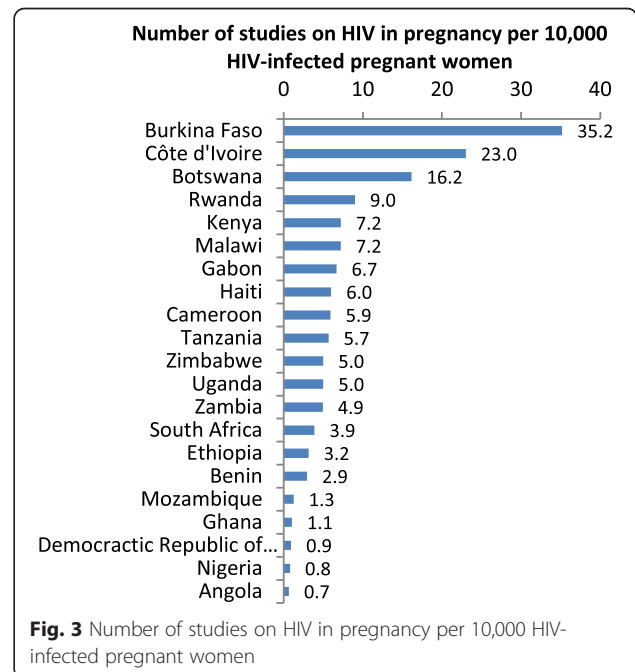 Number of studies on HIV in pregnancy per 10,000
HIV-infected pregnant women
0 10 20 30 40
Burkina Faso 35.2
Côte d'Ivoire 23.0
Botswana 16.2
Rwanda 9.0
Kenya 7.2
Malawi 7.2
Gabon 6.7
Haiti 6.0
Cameroon 5.9
Tanzania 5.7
Zimbabwe 5.0
Uganda 5.0
Zambia 4.9
South Africa 3.9
Ethiopia 3.2
Benin 2.9
Mozambique 1.3
Ghana 1.1
Democractic Republic of... 0.9
Nigeria 0.8
Angola 0.7
Fig. 3 Number of studies on HIV in pregnancy per 10,000 HIV-
infected pregnant women